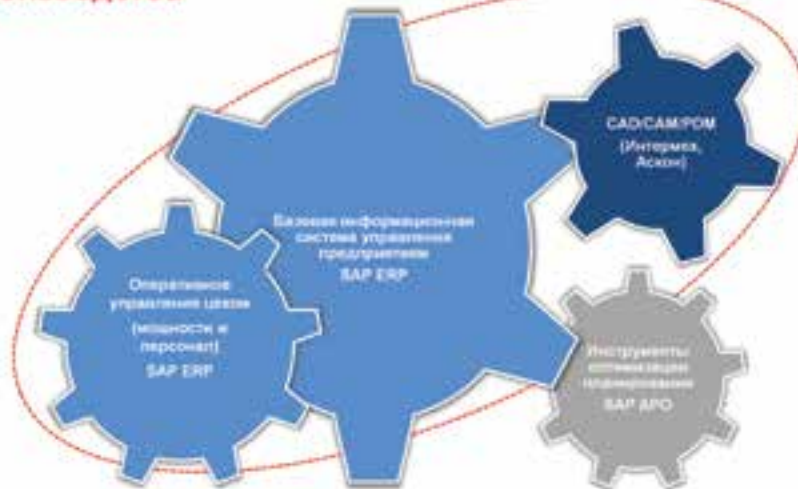 Базовая информационная
система управления
предприятием
SAP ERP
CAD/CAM/PDM
(Интермех,
Аскон)
Оперативное
управление цехом
(мощности и
персонал)
SAP ERP
Инструменты
оптимизации
планирования
SAP APO